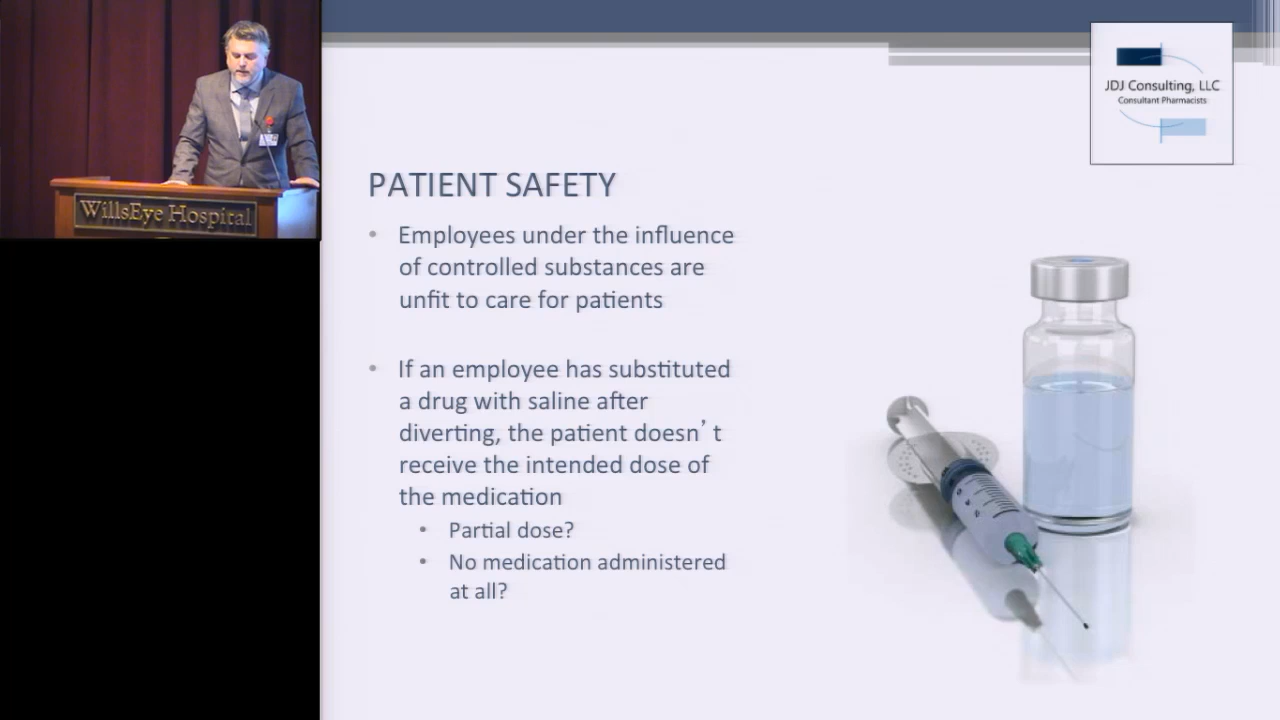 WillsEye Hospital
JDJ Consulting, LLC
Consultant Pharmacists
PATIENT SAFETY
• Employees under the influence
of controlled substances are
unfit to care for patients
• If an employee has substituted
a drug with saline after
diverting, the patient doesn’t
receive the intended dose of
the medication
• Partial dose?
• No medication administered
at all?